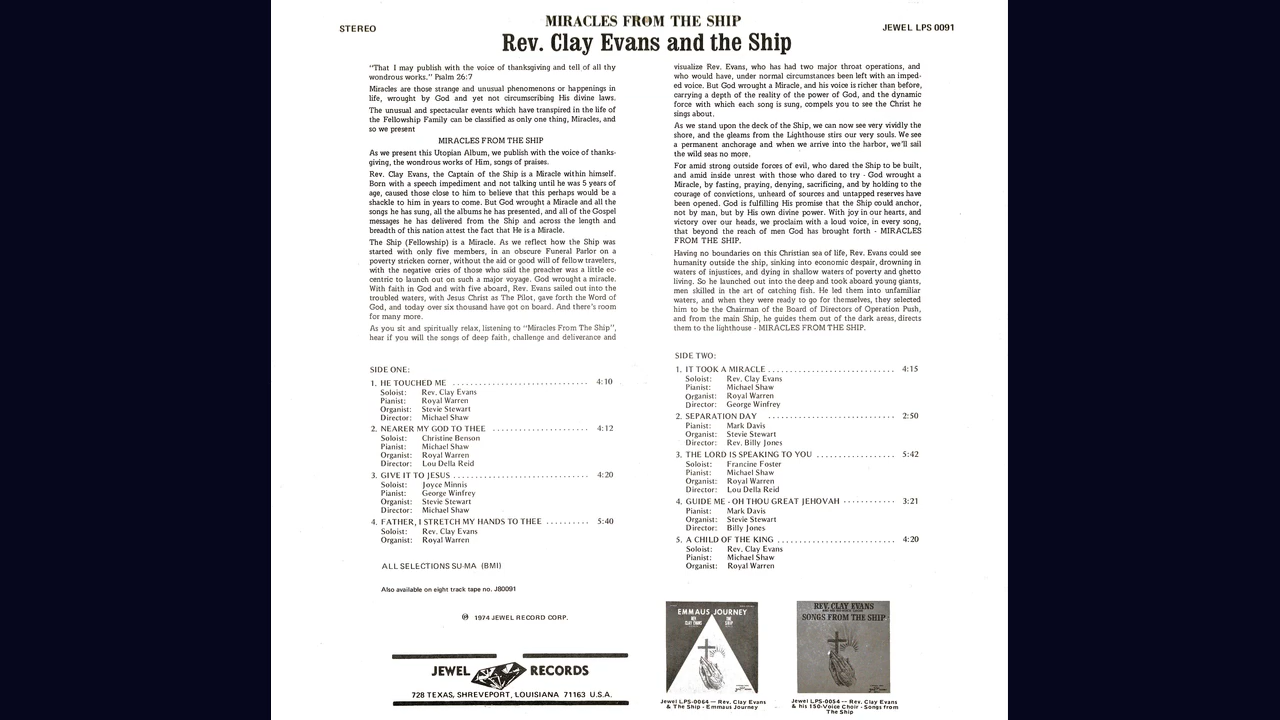 STEREO
MIRACLES FROM THE SHIP
Rev. Clay Evans and the Ship
JEWEL LPS 0091
"That I may publish with the voice of thanksgiving and tell of all thy
wondrous works." Psalm 26:7
Miracles are those strange and unusual phenomenons or happenings in
life, wrought by God and yet not circumscribing His divine laws.
The unusual and spectacular events which have transpired in the life of
the Fellowship Family can be classified as only one thing, Miracles, and
so we present
MIRACLES FROM THE SHIP
As we present this Utopian Album, we publish with the voice of thanks-
giving, the wondrous works of Him, songs of praises.
Rev. Clay Evans, the Captain of the Ship is a Miracle within himself.
Born with a speech impediment and not talking until he was 5 years of
age, caused those close to him to believe that this perhaps would be a
shackle to him in years to come. But God wrought a Miracle and all the
songs he has sung, all the albums he has presented, and all of the Gospel
messages he has delivered from the Ship and across the length and
breadth of this nation attest the fact that He is a Miracle.
The Ship (Fellowship) is a Miracle. As we reflect how the Ship was
started with only five members, in an obscure Funeral Parlor on a
poverty stricken corner, without the aid or good will of fellow travelers,
with the negative cries of those who said the preacher was a little ec-
centric to launch out on such a major voyage. God wrought a miracle.
With faith in God and with five aboard, Rev. Evans sailed out into the
troubled waters, with Jesus Christ as The Pilot, gave forth the Word of
God, and today over six thousand have got on board. And there's room
for many more.
As you sit and spiritually relax, listening to "Miracles From The Ship",
hear if you will the songs of deep faith, challenge and deliverance and
visualize Rev. Evans, who has had two major throat operations, and
who would have, under normal circumstances been left with an imped-
ed voice. But God wrought a Miracle, and his voice is richer than before,
carrying a depth of the reality of the power of God, and the dynamic
force with which each song is sung, compels you to see the Christ he
sings about.
As we stand upon the deck of the Ship, we can now see very vividly the
shore, and the gleams from the Lighthouse stirs our very souls. We see
a permanent anchorage and when we arrive into the harbor, we'll sail
the wild seas no more.
For amid strong outside forces of evil, who dared the Ship to be built,
and amid inside unrest with those who dared to try - God wrought a
Miracle, by fasting, praying, denying, sacrificing, and by holding to the
courage of convictions, unheard of sources and untapped reserves have
been opened. God is fulfilling His promise that the Ship could anchor,
not by man, but by His own divine power. With joy in our hearts, and
victory over our heads, we proclaim with a loud voice, in every song,
that beyond the reach of men God has brought forth - MIRACLES
FROM THE SHIP.
Having no boundaries on this Christian sea of life, Rev. Evans could see
humanity outside the ship, sinking into economic despair, drowning in
waters of injustices, and dying in shallow waters of poverty and ghetto
living. So he launched out into the deep and took aboard young giants,
men skilled in the art of catching fish. He led them into unfamiliar
waters, and when they were ready to go for themselves, they selected
him to be the Chairman of the Board of Directors of Operation Push,
and from the main Ship, he guides them out of the dark areas, directs
them to the lighthouse - MIRACLES FROM THE SHIP.
SIDE ONE:
1. HE TOUCHED ME .............................. 4:10
Soloist: Rev. Clay Evans
Pianist: Royal Warren
Organist: Stevie Stewart
Director: Michael Shaw
2. NEARER MY GOD TO THEE ..................... 4:12
Soloist: Christine Benson
Pianist: Michael Shaw
Organist: Royal Warren
Director: Lou Della Reid
3. GIVE IT TO JESUS .............................. 4:20
Soloist: Joyce Minnis
Pianist: George Winfrey
Organist: Stevie Stewart
Director: Michael Shaw
4. FATHER, I STRETCH MY HANDS TO THEE .......... 5:40
Soloist: Rev. Clay Evans
Organist: Royal Warren
ALL SELECTIONS SU-MA (BMI)
Also available on eight track tape no. J80091
℗ 1974 JEWEL RECORD CORP.
JEWEL RECORDS
728 TEXAS, SHREVEPORT, LOUISIANA 71163 U.S.A.
SIDE TWO:
1. IT TOOK A MIRACLE ............................ 4:15
Soloist: Rev. Clay Evans
Pianist: Michael Shaw
Organist: Royal Warren
Director: George Winfrey
2. SEPARATION DAY ............................ 2:50
Pianist: Mark Davis
Organist: Stevie Stewart
Director: Rev. Billy Jones
3. THE LORD IS SPEAKING TO YOU ................. 5:42
Soloist: Francine Foster
Pianist: Michael Shaw
Organist: Royal Warren
Director: Lou Della Reid
4. GUIDE ME - OH THOU GREAT JEHOVAH ........... 3:21
Pianist: Mark Davis
Organist: Stevie Stewart
Director: Billy Jones
5. A CHILD OF THE KING .......................... 4:20
Soloist: Rev. Clay Evans
Pianist: Michael Shaw
Organist: Royal Warren
EMMAUS JOURNEY
REV. CLAY EVANS
THE SHIP
Jewel LPS-0064 — Rev. Clay Evans
& The Ship - Emmaus Journey
REV. CLAY EVANS
SONGS FROM THE SHIP
Jewel LPS-0054 — Rev. Clay Evans
& his 150-Voice Choir - Songs from
The Ship